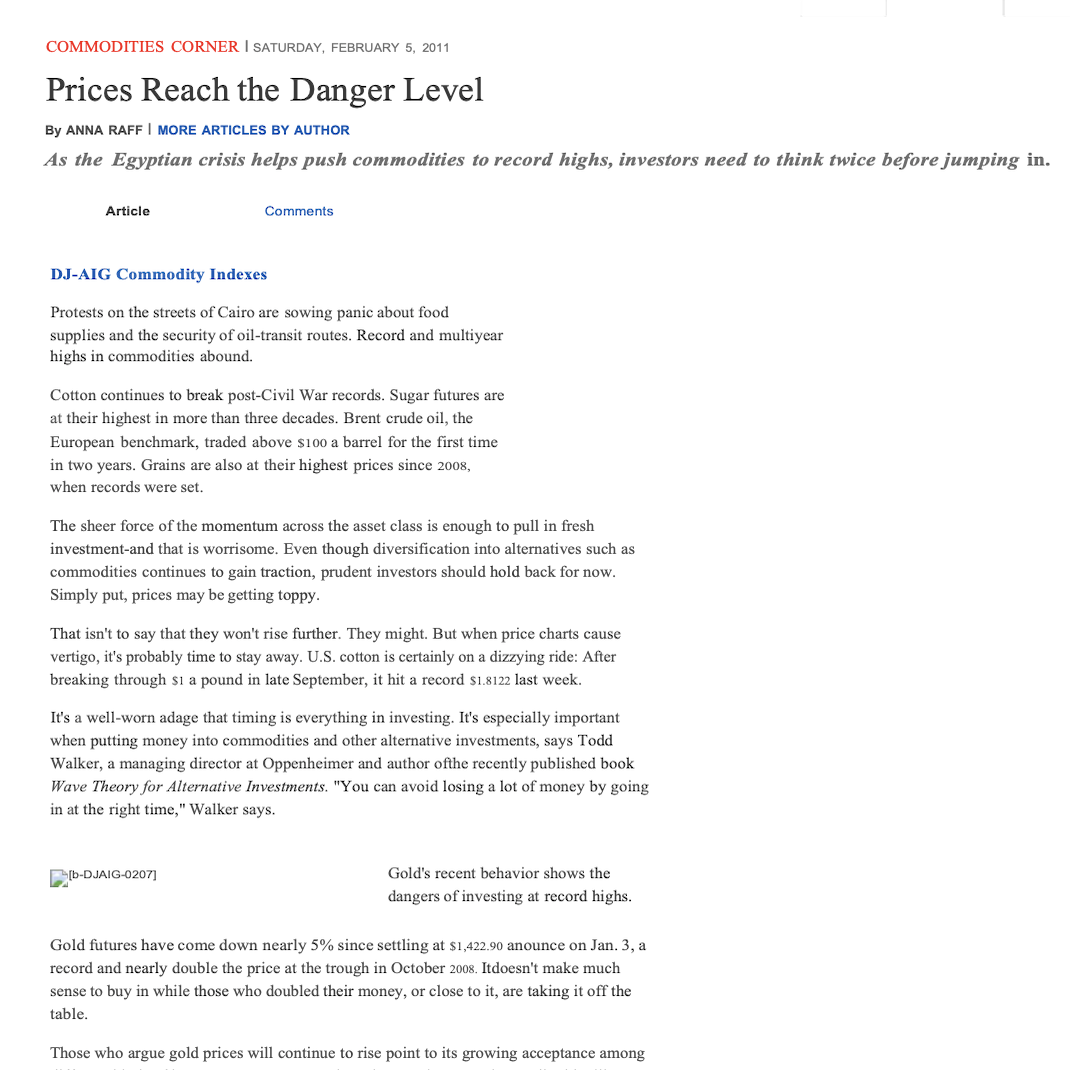 COMMODITIES CORNER | SATURDAY, FEBRUARY 5, 2011
Prices Reach the Danger Level
By ANNA RAFF | MORE ARTICLES BY AUTHOR
As the Egyptian crisis helps push commodities to record highs, investors need to think twice before jumping in.
Article Comments
DJ-AIG Commodity Indexes
Protests on the streets of Cairo are sowing panic about food
supplies and the security of oil-transit routes. Record and multiyear
highs in commodities abound.
Cotton continues to break post-Civil War records. Sugar futures are
at their highest in more than three decades. Brent crude oil, the
European benchmark, traded above $100 a barrel for the first time
in two years. Grains are also at their highest prices since 2008,
when records were set.
The sheer force of the momentum across the asset class is enough to pull in fresh
investment-and that is worrisome. Even though diversification into alternatives such as
commodities continues to gain traction, prudent investors should hold back for now.
Simply put, prices may be getting toppy.
That isn't to say that they won't rise further. They might. But when price charts cause
vertigo, it's probably time to stay away. U.S. cotton is certainly on a dizzying ride: After
breaking through $1 a pound in late September, it hit a record $1.8122 last week.
It's a well-worn adage that timing is everything in investing. It's especially important
when putting money into commodities and other alternative investments, says Todd
Walker, a managing director at Oppenheimer and author ofthe recently published book
Wave Theory for Alternative Investments. "You can avoid losing a lot of money by going
in at the right time," Walker says.
[b-DJAIG-0207]
Gold's recent behavior shows the
dangers of investing at record highs.
Gold futures have come down nearly 5% since settling at $1,422.90 anounce on Jan. 3, a
record and nearly double the price at the trough in October 2008. Itdoesn't make much
sense to buy in while those who doubled their money, or close to it, are taking it off the
table.
Those who argue gold prices will continue to rise point to its growing acceptance among